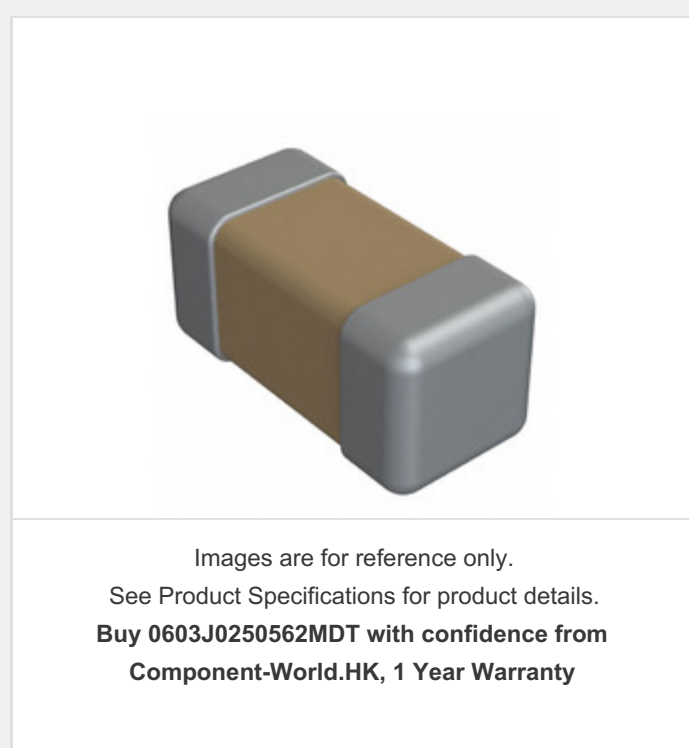 Images are for reference only.
See Product Specifications for product details.
Buy 0603J0250562MDT with confidence from
Component-World.HK, 1 Year Warranty